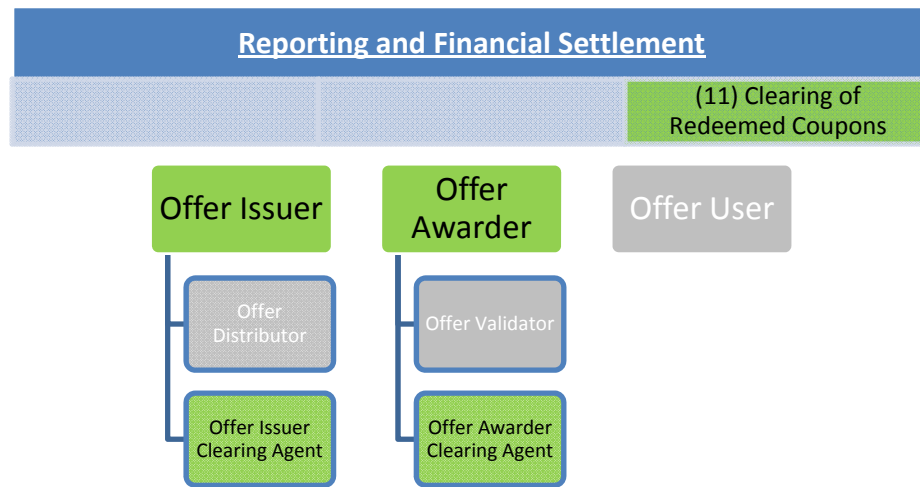 Reporting and Financial Settlement
(11) Clearing of
Redeemed Coupons
Offer Issuer
Offer
Awarder
Offer User
Offer
Distributor
Offer Validator
Offer Issuer
Clearing Agent
Offer Awarder
Clearing Agent